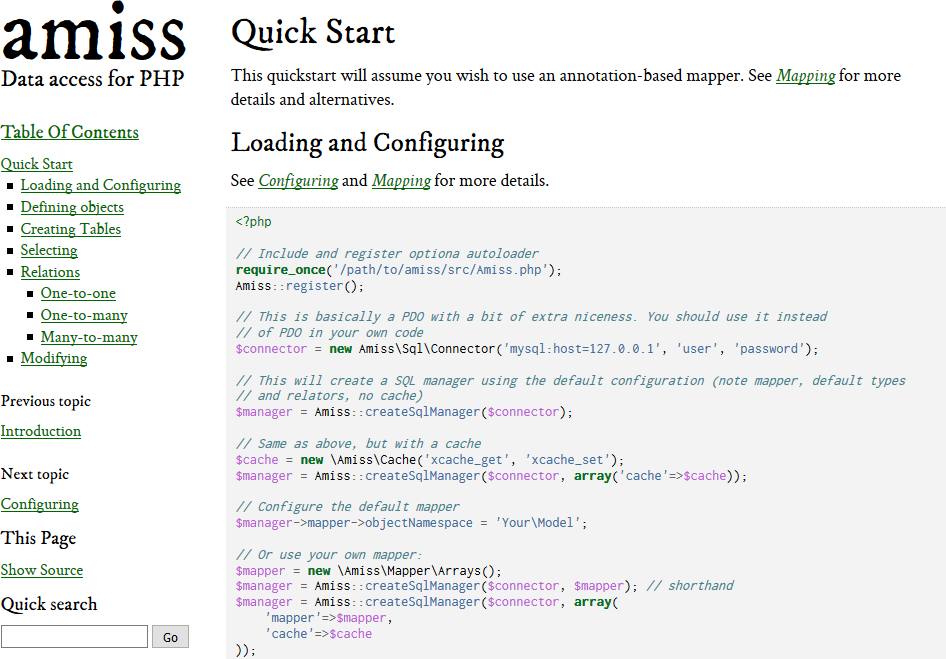 amiss
Data access for PHP
Table Of Contents
Quick Start
Loading and Configuring
Defining objects
Creating Tables
Selecting
Relations
One-to-one
One-to-many
Many-to-many
Modifying
Previous topic
Introduction
Next topic
Configuring
This Page
Show Source
Quick search
Go
Quick Start
This quickstart will assume you wish to use an annotation-based mapper. See Mapping for more
details and alternatives.
Loading and Configuring
See Configuring and Mapping for more details.
<?php
// Include and register optiona autoloader
require_once('/path/to/amiss/src/Amiss.php');
Amiss::register();
// This is basically a PDO with a bit of extra niceness. You should use it instead
// of PDO in your own code
$connector = new Amiss\Sql\Connector('mysql:host=127.0.0.1', 'user', 'password');
// This will create a SQL manager using the default configuration (note mapper, default types
// and relators, no cache)
$manager = Amiss::createSqlManager($connector);
// Same as above, but with a cache
$cache = new \Amiss\Cache('xcache_get', 'xcache_set');
$manager = Amiss::createSqlManager($connector, array('cache'=>$cache));
// Configure the default mapper
$manager->mapper->objectNamespace = 'Your\Model';
// Or use your own mapper:
$mapper = new \Amiss\Mapper\Arrays();
$manager = Amiss::createSqlManager($connector, $mapper); // shorthand
$manager = Amiss::createSqlManager($connector, array(
    'mapper'=>$mapper,
    'cache'=>$cache
));